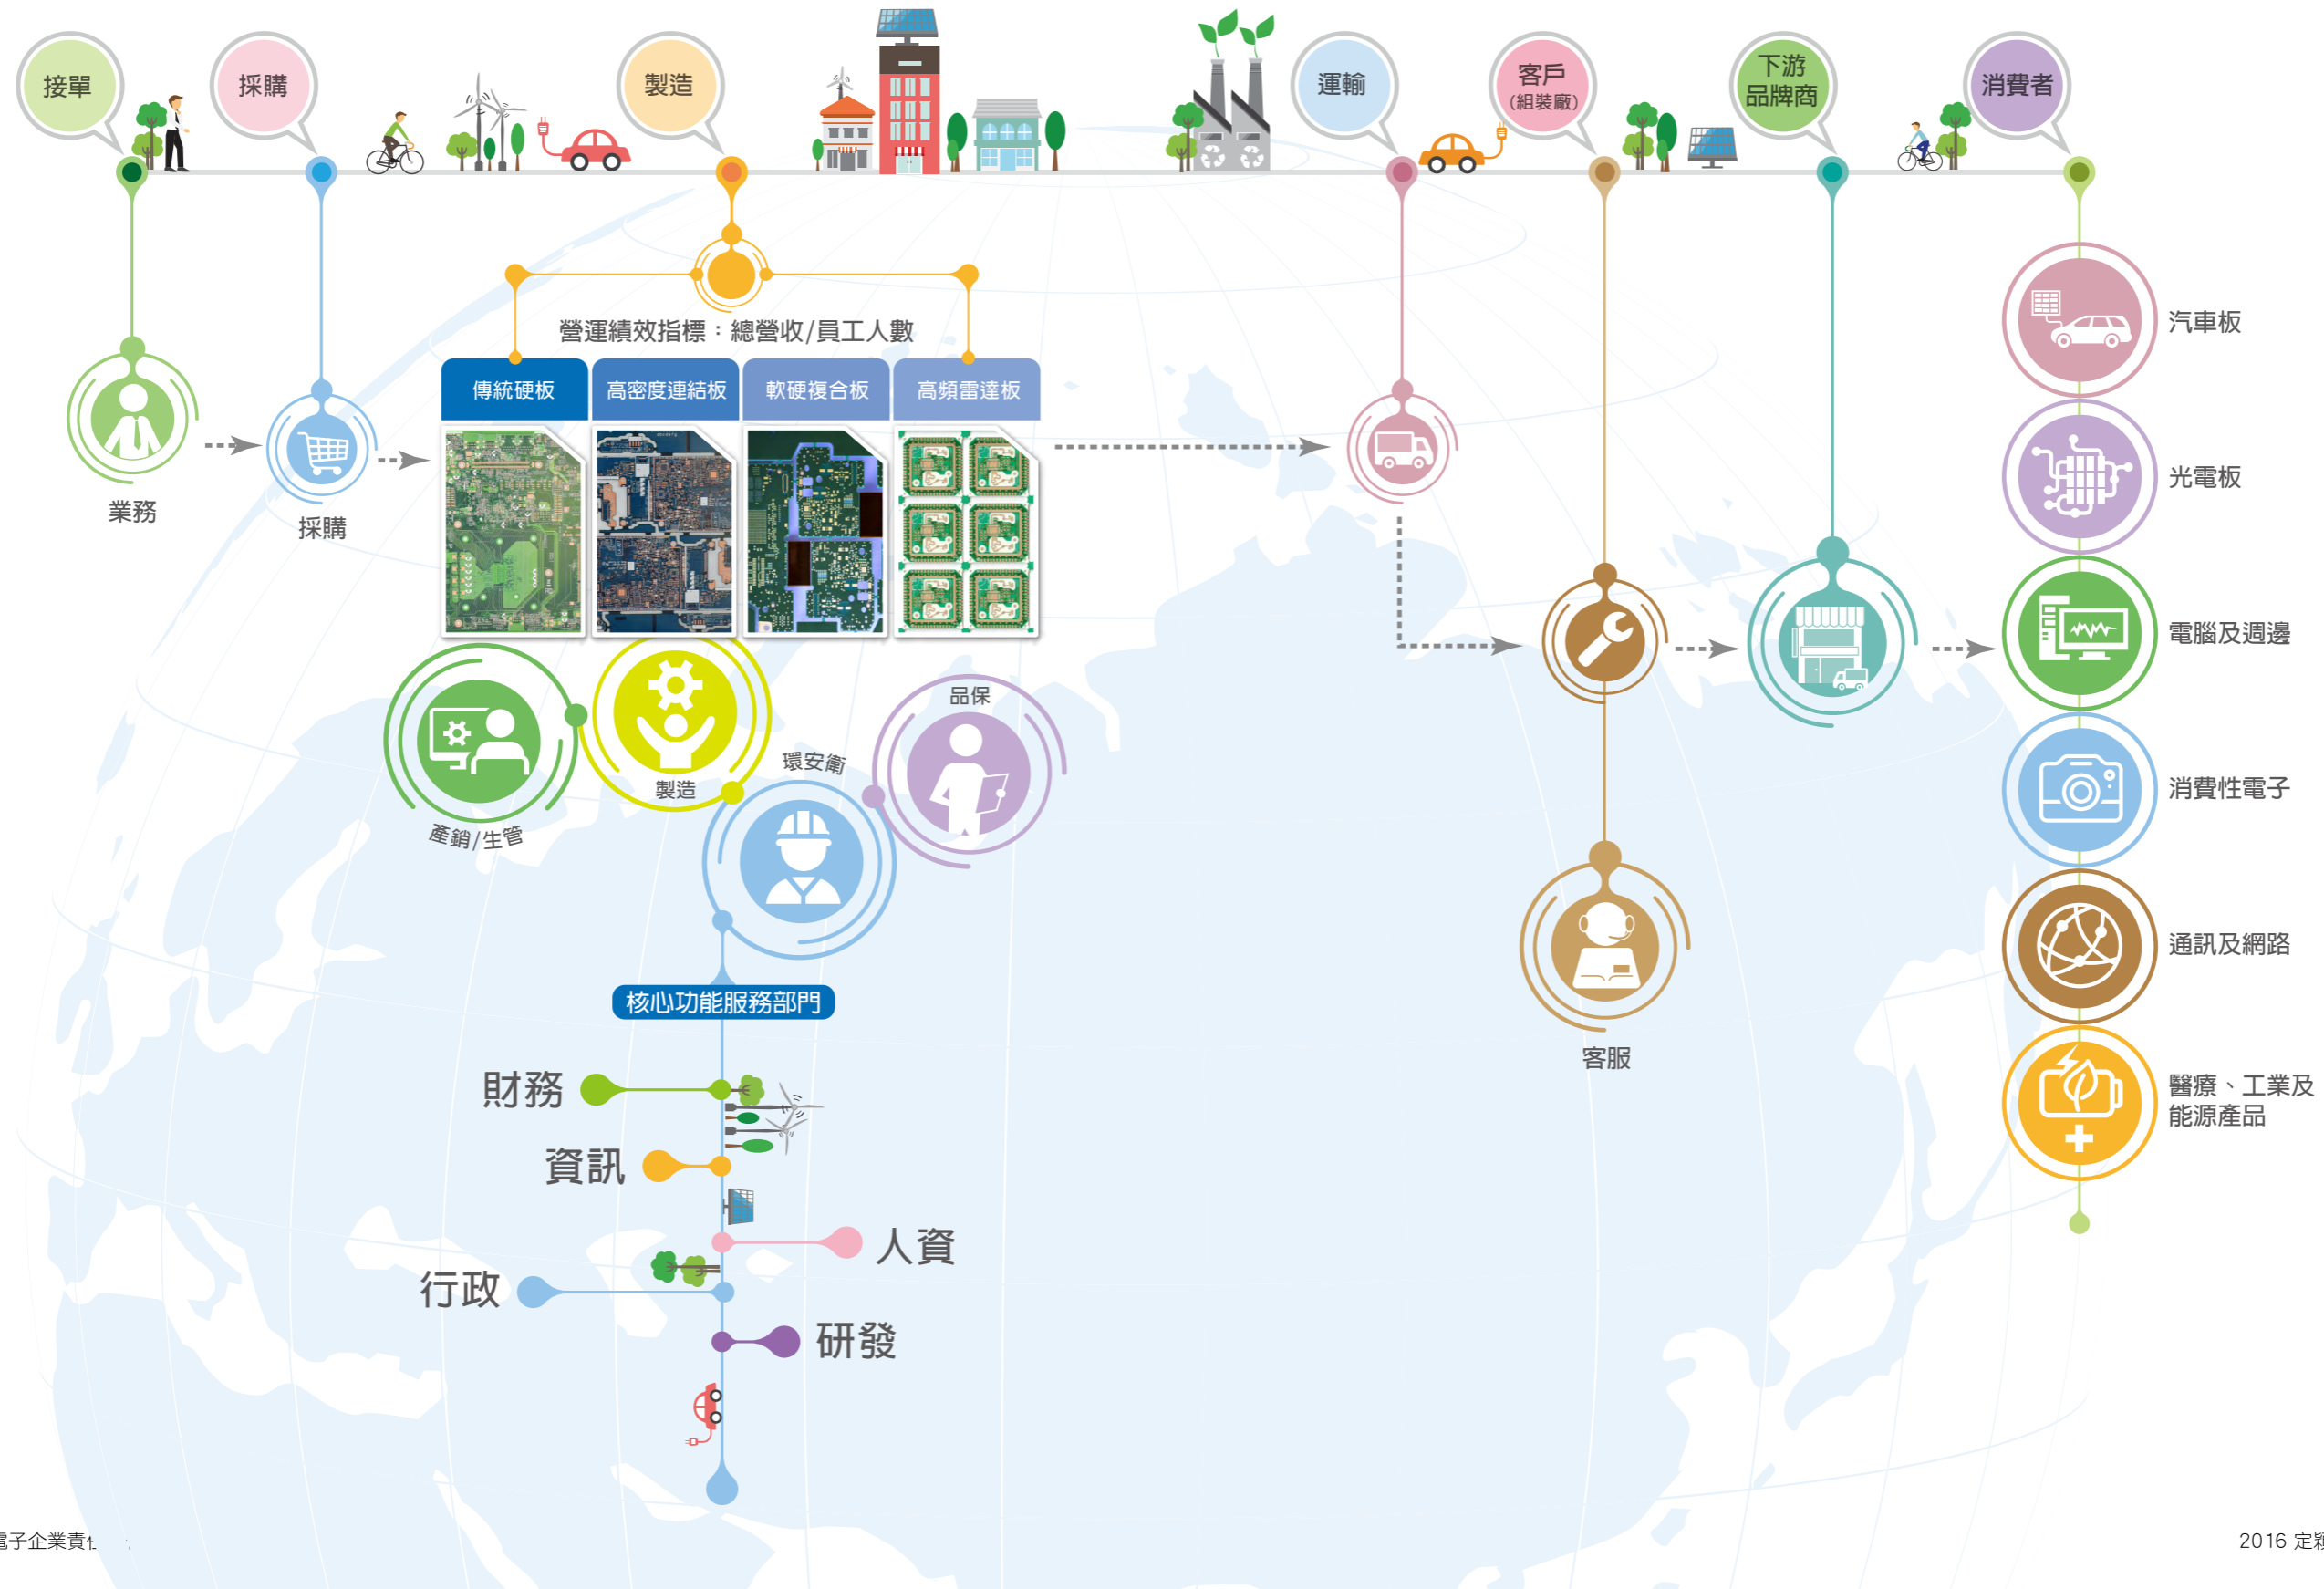 接單
採購
製造
運輸
客戶
(組裝廠)
下游
品牌商
消費者
營運績效指標：總營收/員工人數
傳統硬板
高密度連結板
軟硬複合板
高頻雷達板
業務
採購
產銷/生管
製造
環安衛
品保
核心功能服務部門
財務
資訊
人資
行政
研發
客服
汽車板
光電板
電腦及週邊
消費性電子
通訊及網路
醫療、工業及
能源產品
電子企業責
2016 定